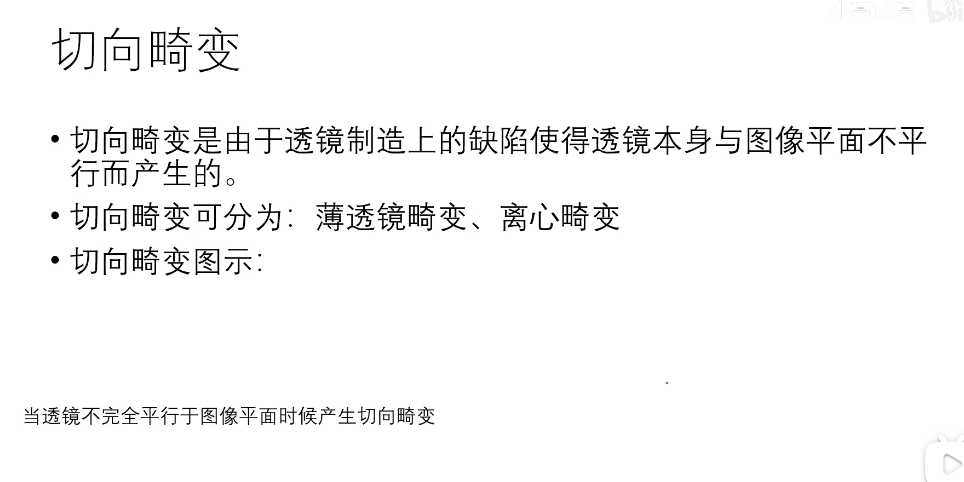 切向畸变
• 切向畸变是由于透镜制造上的缺陷使得透镜本身与图像平面不平
行而产生的。
• 切向畸变可分为：薄透镜畸变、离心畸变
• 切向畸变图示：
当透镜不完全平行于图像平面时候产生切向畸变